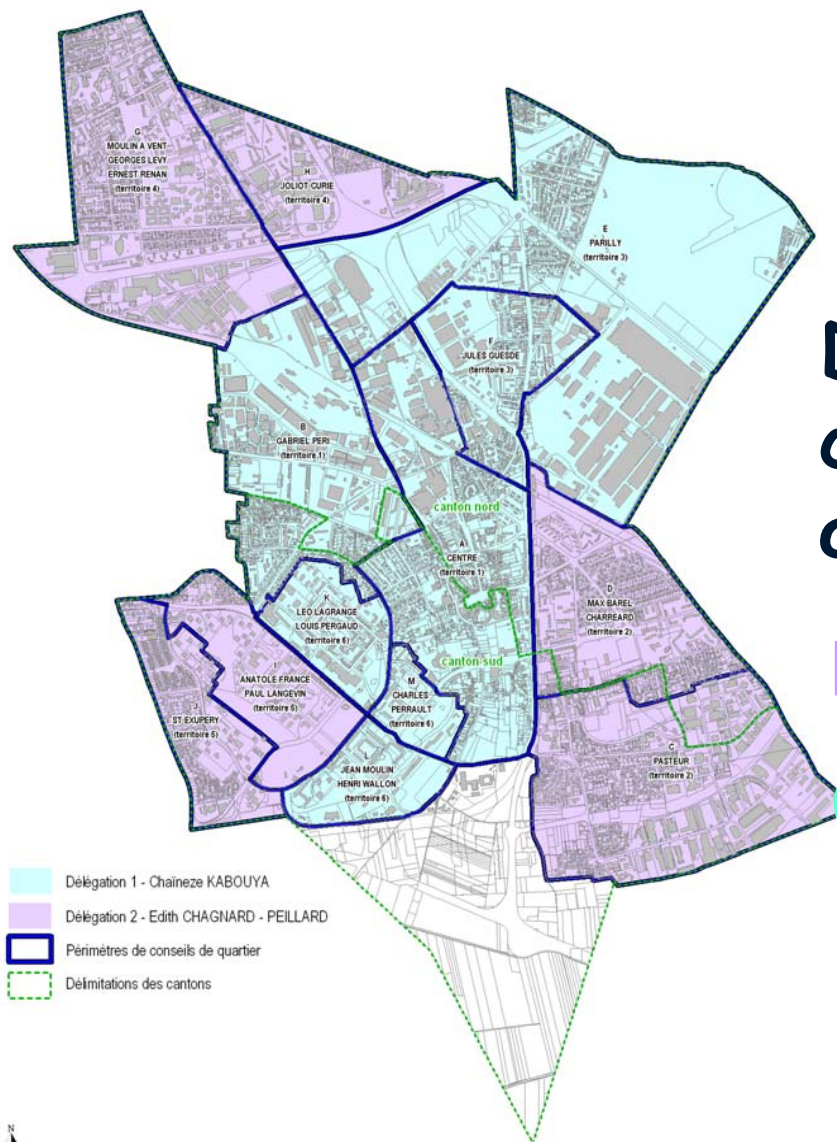 G
MOULIN A VENT
GEORGES LEVY
ERNEST RENAN
(territoire 4)
H
JOLIOT CURIE
(territoire 4)
E
PARILLY
(territoire 3)
F
JULES GUESDE
(territoire 3)
B
GABRIEL PERI
(territoire 1)
canton nord
A
CENTRE
(territoire 1)
D
MAX BAREL
CHARREARD
(territoire 2)
K
LEO LAGRANGE
LOUIS PERGAUD
(territoire 6)
canton sud
I
ANATOLE FRANCE
PAUL LANGEVIN
(territoire 5)
M
CHARLES
PERRAULT
(territoire 6)
J
ST EXUPERY
(territoire 5)
L
JEAN MOULIN
HENRI WALLON
(territoire 6)
C
PASTEUR
(territoire 2)
Délégation 1 - Chaïneze KABOUYA
Délégation 2 - Edith CHAGNARD - PEILLARD
Périmètres de conseils de quartier
Délimitations des cantons
N